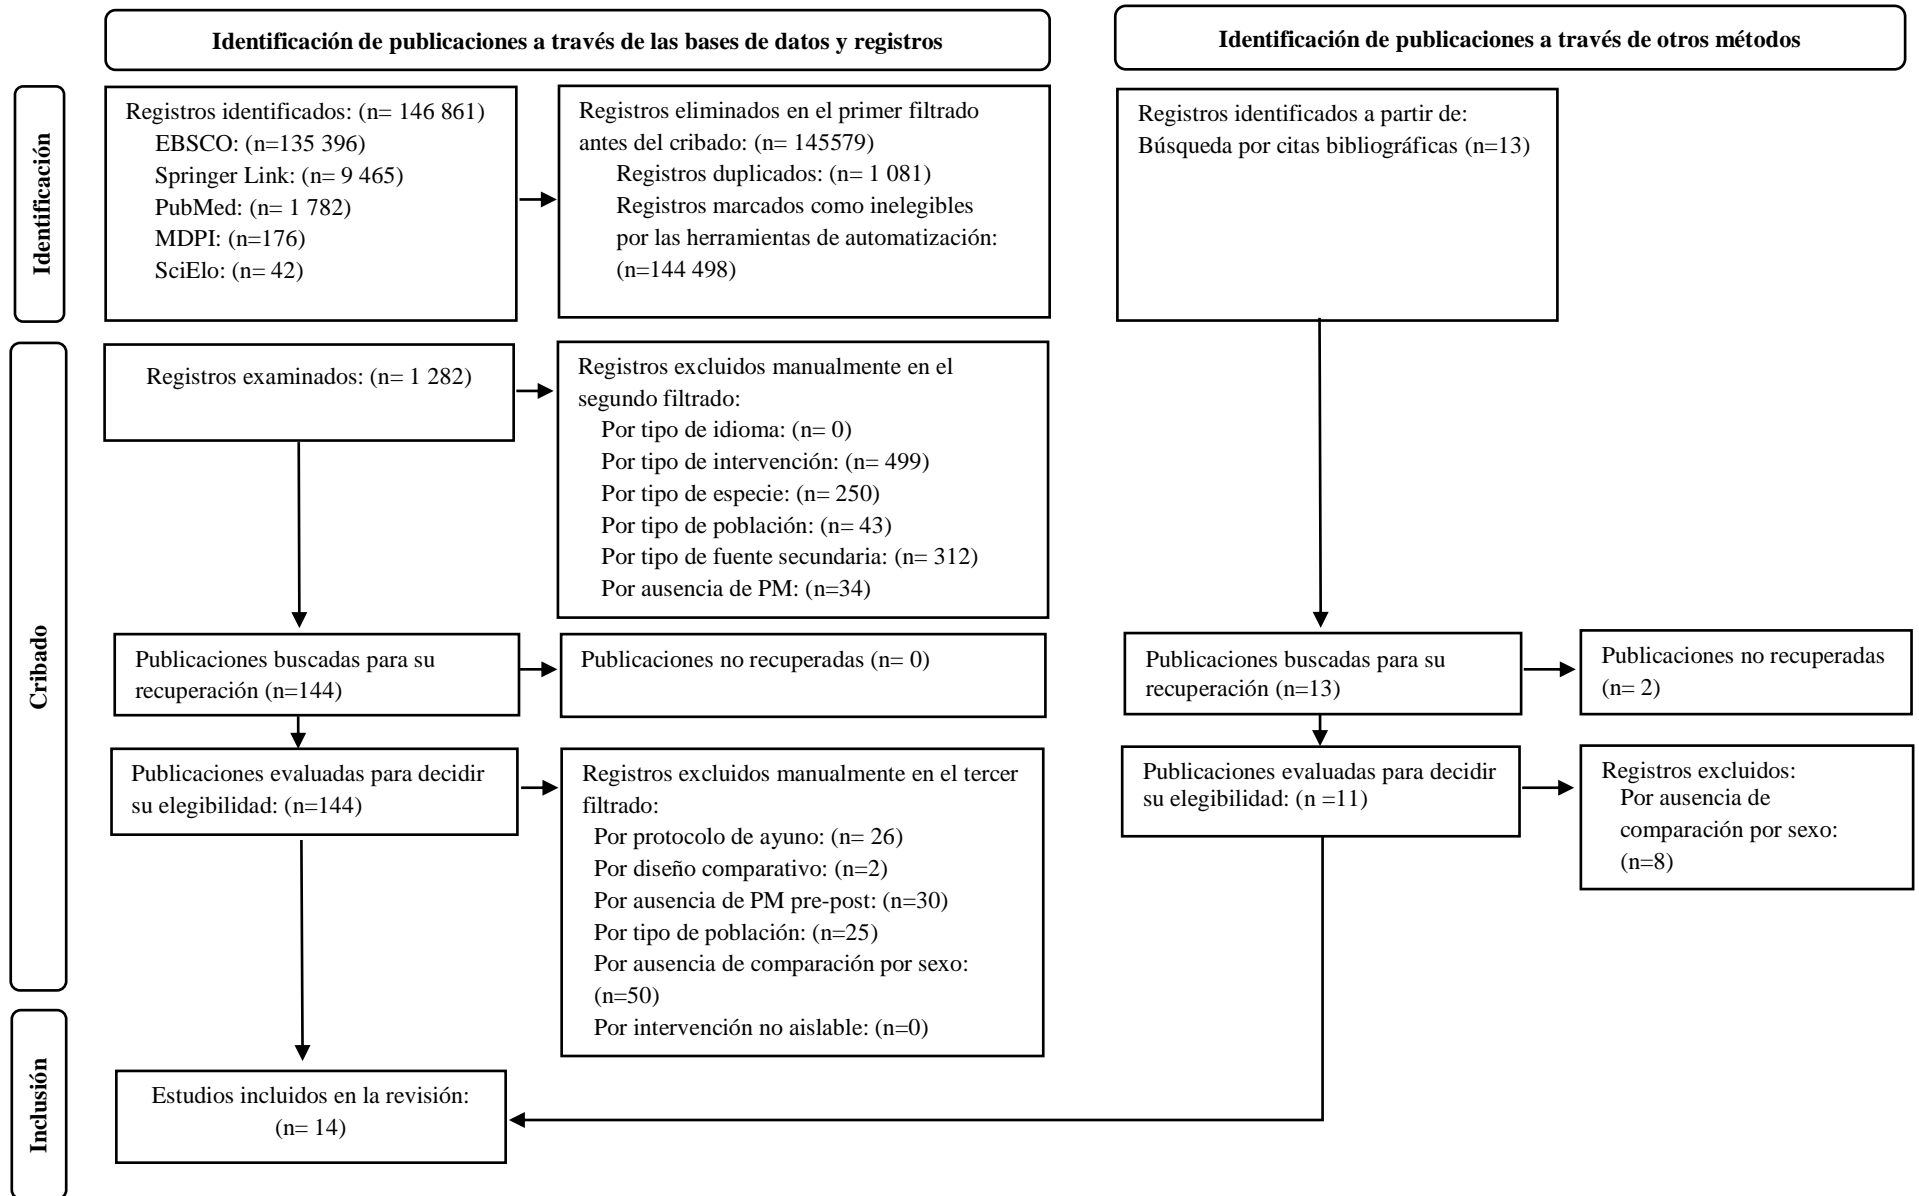 Identificación de publicaciones a través de las bases de datos y registros
Identificación de publicaciones a través de otros métodos
Identificación
Registros identificados: (n= 146 861)
EBSCO: (n=135 396)
Springer Link: (n= 9 465)
PubMed: (n= 1 782)
MDPI: (n=176)
SciElo: (n= 42)
Registros eliminados en el primer filtrado
antes del cribado: (n= 145579)
Registros duplicados: (n= 1 081)
Registros marcados como inelegibles
por las herramientas de automatización:
(n=144 498)
Registros identificados a partir de:
Búsqueda por citas bibliográficas (n=13)
Cribado
Registros examinados: (n= 1 282)
Registros excluidos manualmente en el
segundo filtrado:
Por tipo de idioma: (n= 0)
Por tipo de intervención: (n= 499)
Por tipo de especie: (n= 250)
Por tipo de población: (n= 43)
Por tipo de fuente secundaria: (n= 312)
Por ausencia de PM: (n=34)
Publicaciones buscadas para su
recuperación (n=144)
Publicaciones no recuperadas (n= 0)
Publicaciones buscadas para su
recuperación (n=13)
Publicaciones no recuperadas
(n= 2)
Publicaciones evaluadas para decidir
su elegibilidad: (n=144)
Registros excluidos manualmente en el tercer
filtrado:
Por protocolo de ayuno: (n= 26)
Por diseño comparativo: (n=2)
Por ausencia de PM pre-post: (n=30)
Por tipo de población: (n=25)
Por ausencia de comparación por sexo:
(n=50)
Por intervención no aislable: (n=0)
Publicaciones evaluadas para decidir
su elegibilidad: (n =11)
Registros excluidos:
Por ausencia de
comparación por sexo:
(n=8)
Inclusión
Estudios incluidos en la revisión:
(n= 14)